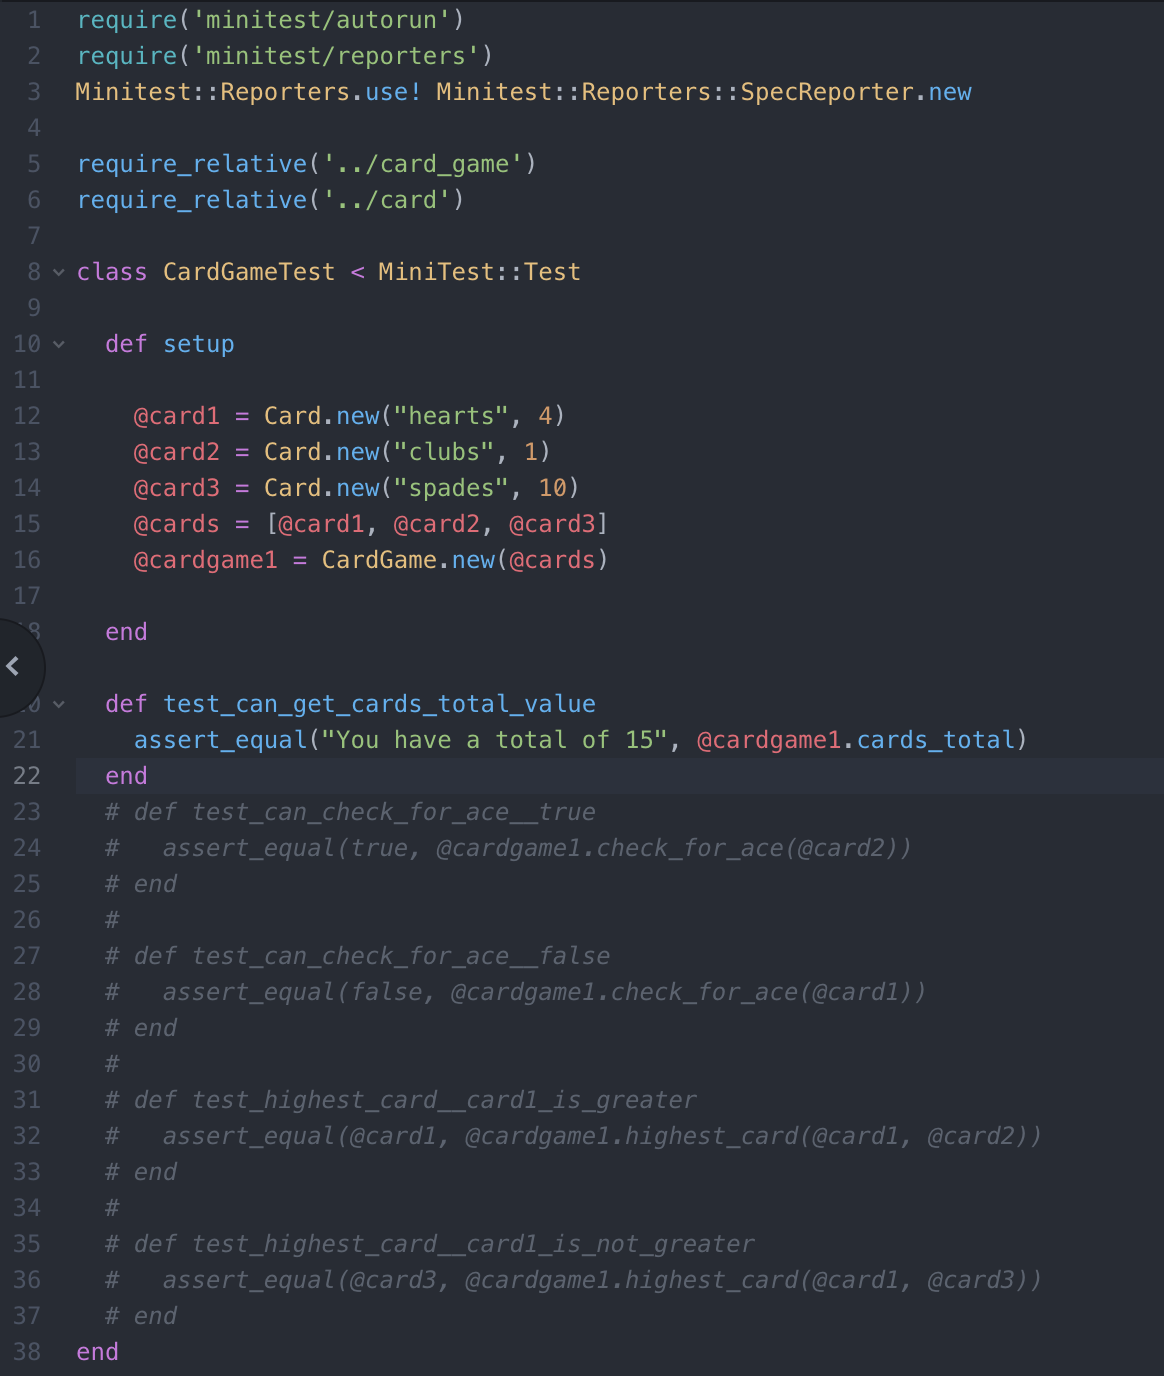 1 require('minitest/autorun')
2 require('minitest/reporters')
3 Minitest::Reporters.use! Minitest::Reporters::SpecReporter.new
4
5 require_relative('../card_game')
6 require_relative('../card')
7
8 class CardGameTest < MiniTest::Test
9
10   def setup
11
12     @card1 = Card.new("hearts", 4)
13     @card2 = Card.new("clubs", 1)
14     @card3 = Card.new("spades", 10)
15     @cards = [@card1, @card2, @card3]
16     @cardgame1 = CardGame.new(@cards)
17
8   end
0   def test_can_get_cards_total_value
21     assert_equal("You have a total of 15", @cardgame1.cards_total)
22   end
23   # def test_can_check_for_ace__true
24   #   assert_equal(true, @cardgame1.check_for_ace(@card2))
25   # end
26   #
27   # def test_can_check_for_ace__false
28   #   assert_equal(false, @cardgame1.check_for_ace(@card1))
29   # end
30   #
31   # def test_highest_card__card1_is_greater
32   #   assert_equal(@card1, @cardgame1.highest_card(@card1, @card2))
33   # end
34   #
35   # def test_highest_card__card1_is_not_greater
36   #   assert_equal(@card3, @cardgame1.highest_card(@card1, @card3))
37   # end
38 end